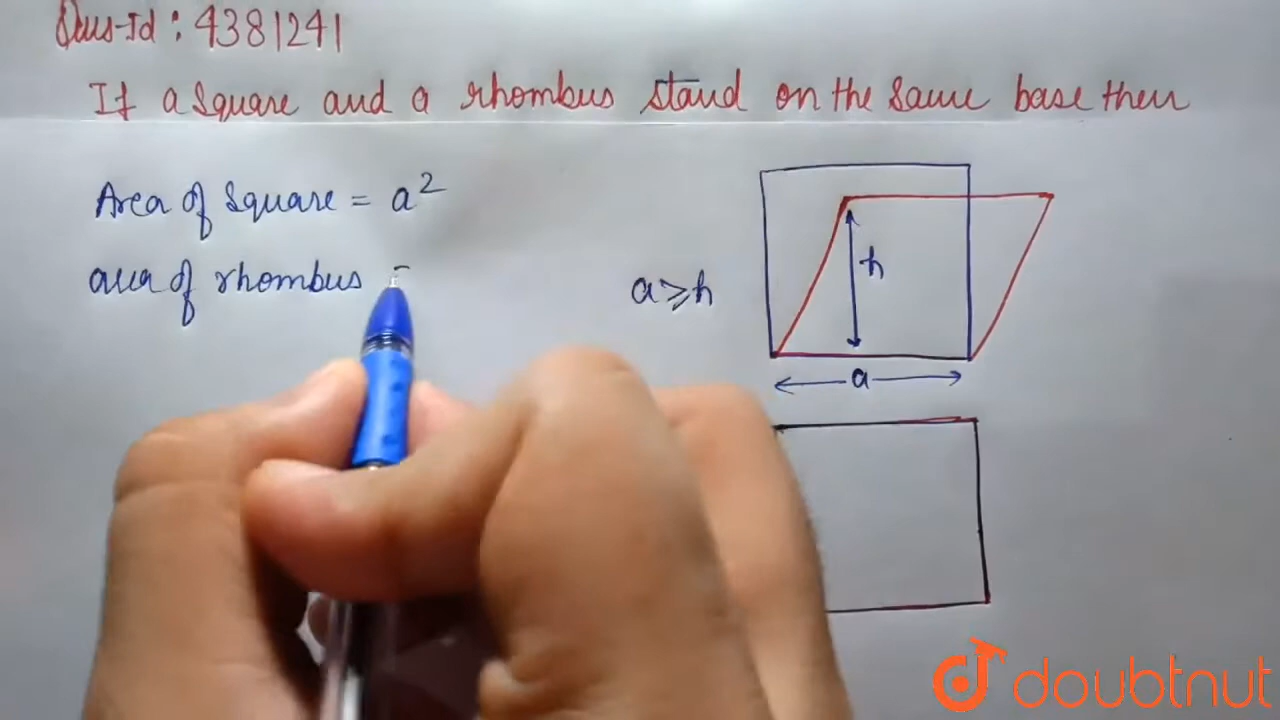 Qus-Id : 4381241
If a square and a rhombus stand on the same base then
Area of square = a²
area of rhombus =
a ⩾ h
h
a
doubtnut